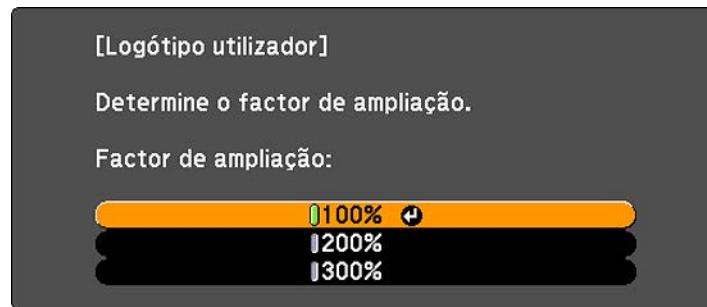 [Logótipo utilizador]
Determine o factor de ampliação.
Factor de ampliação:
100%
200%
300%